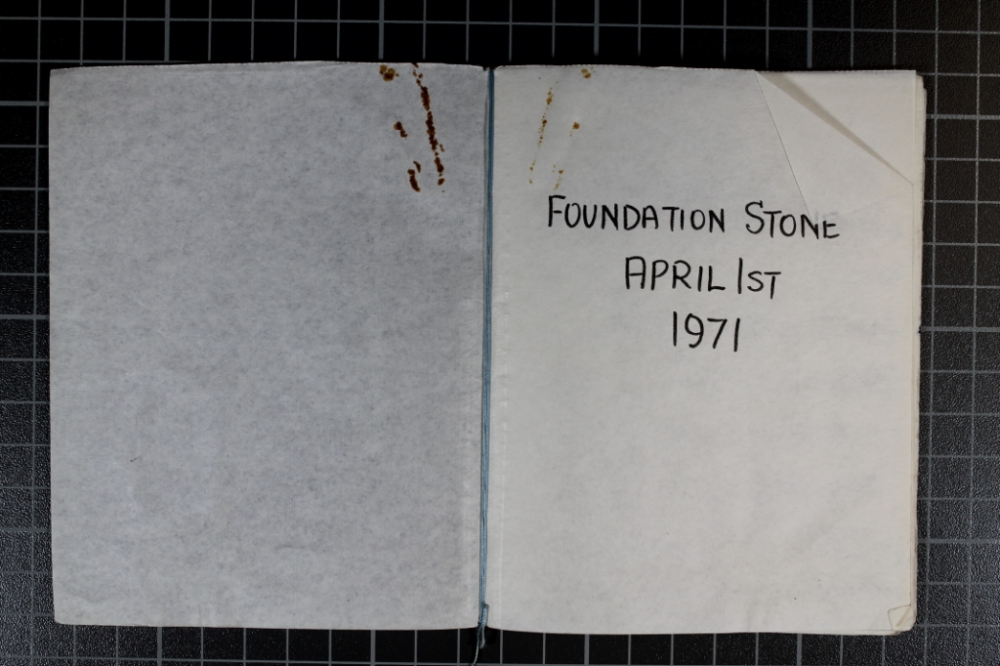 FOUNDATION STONE
APRIL 1ST
1971